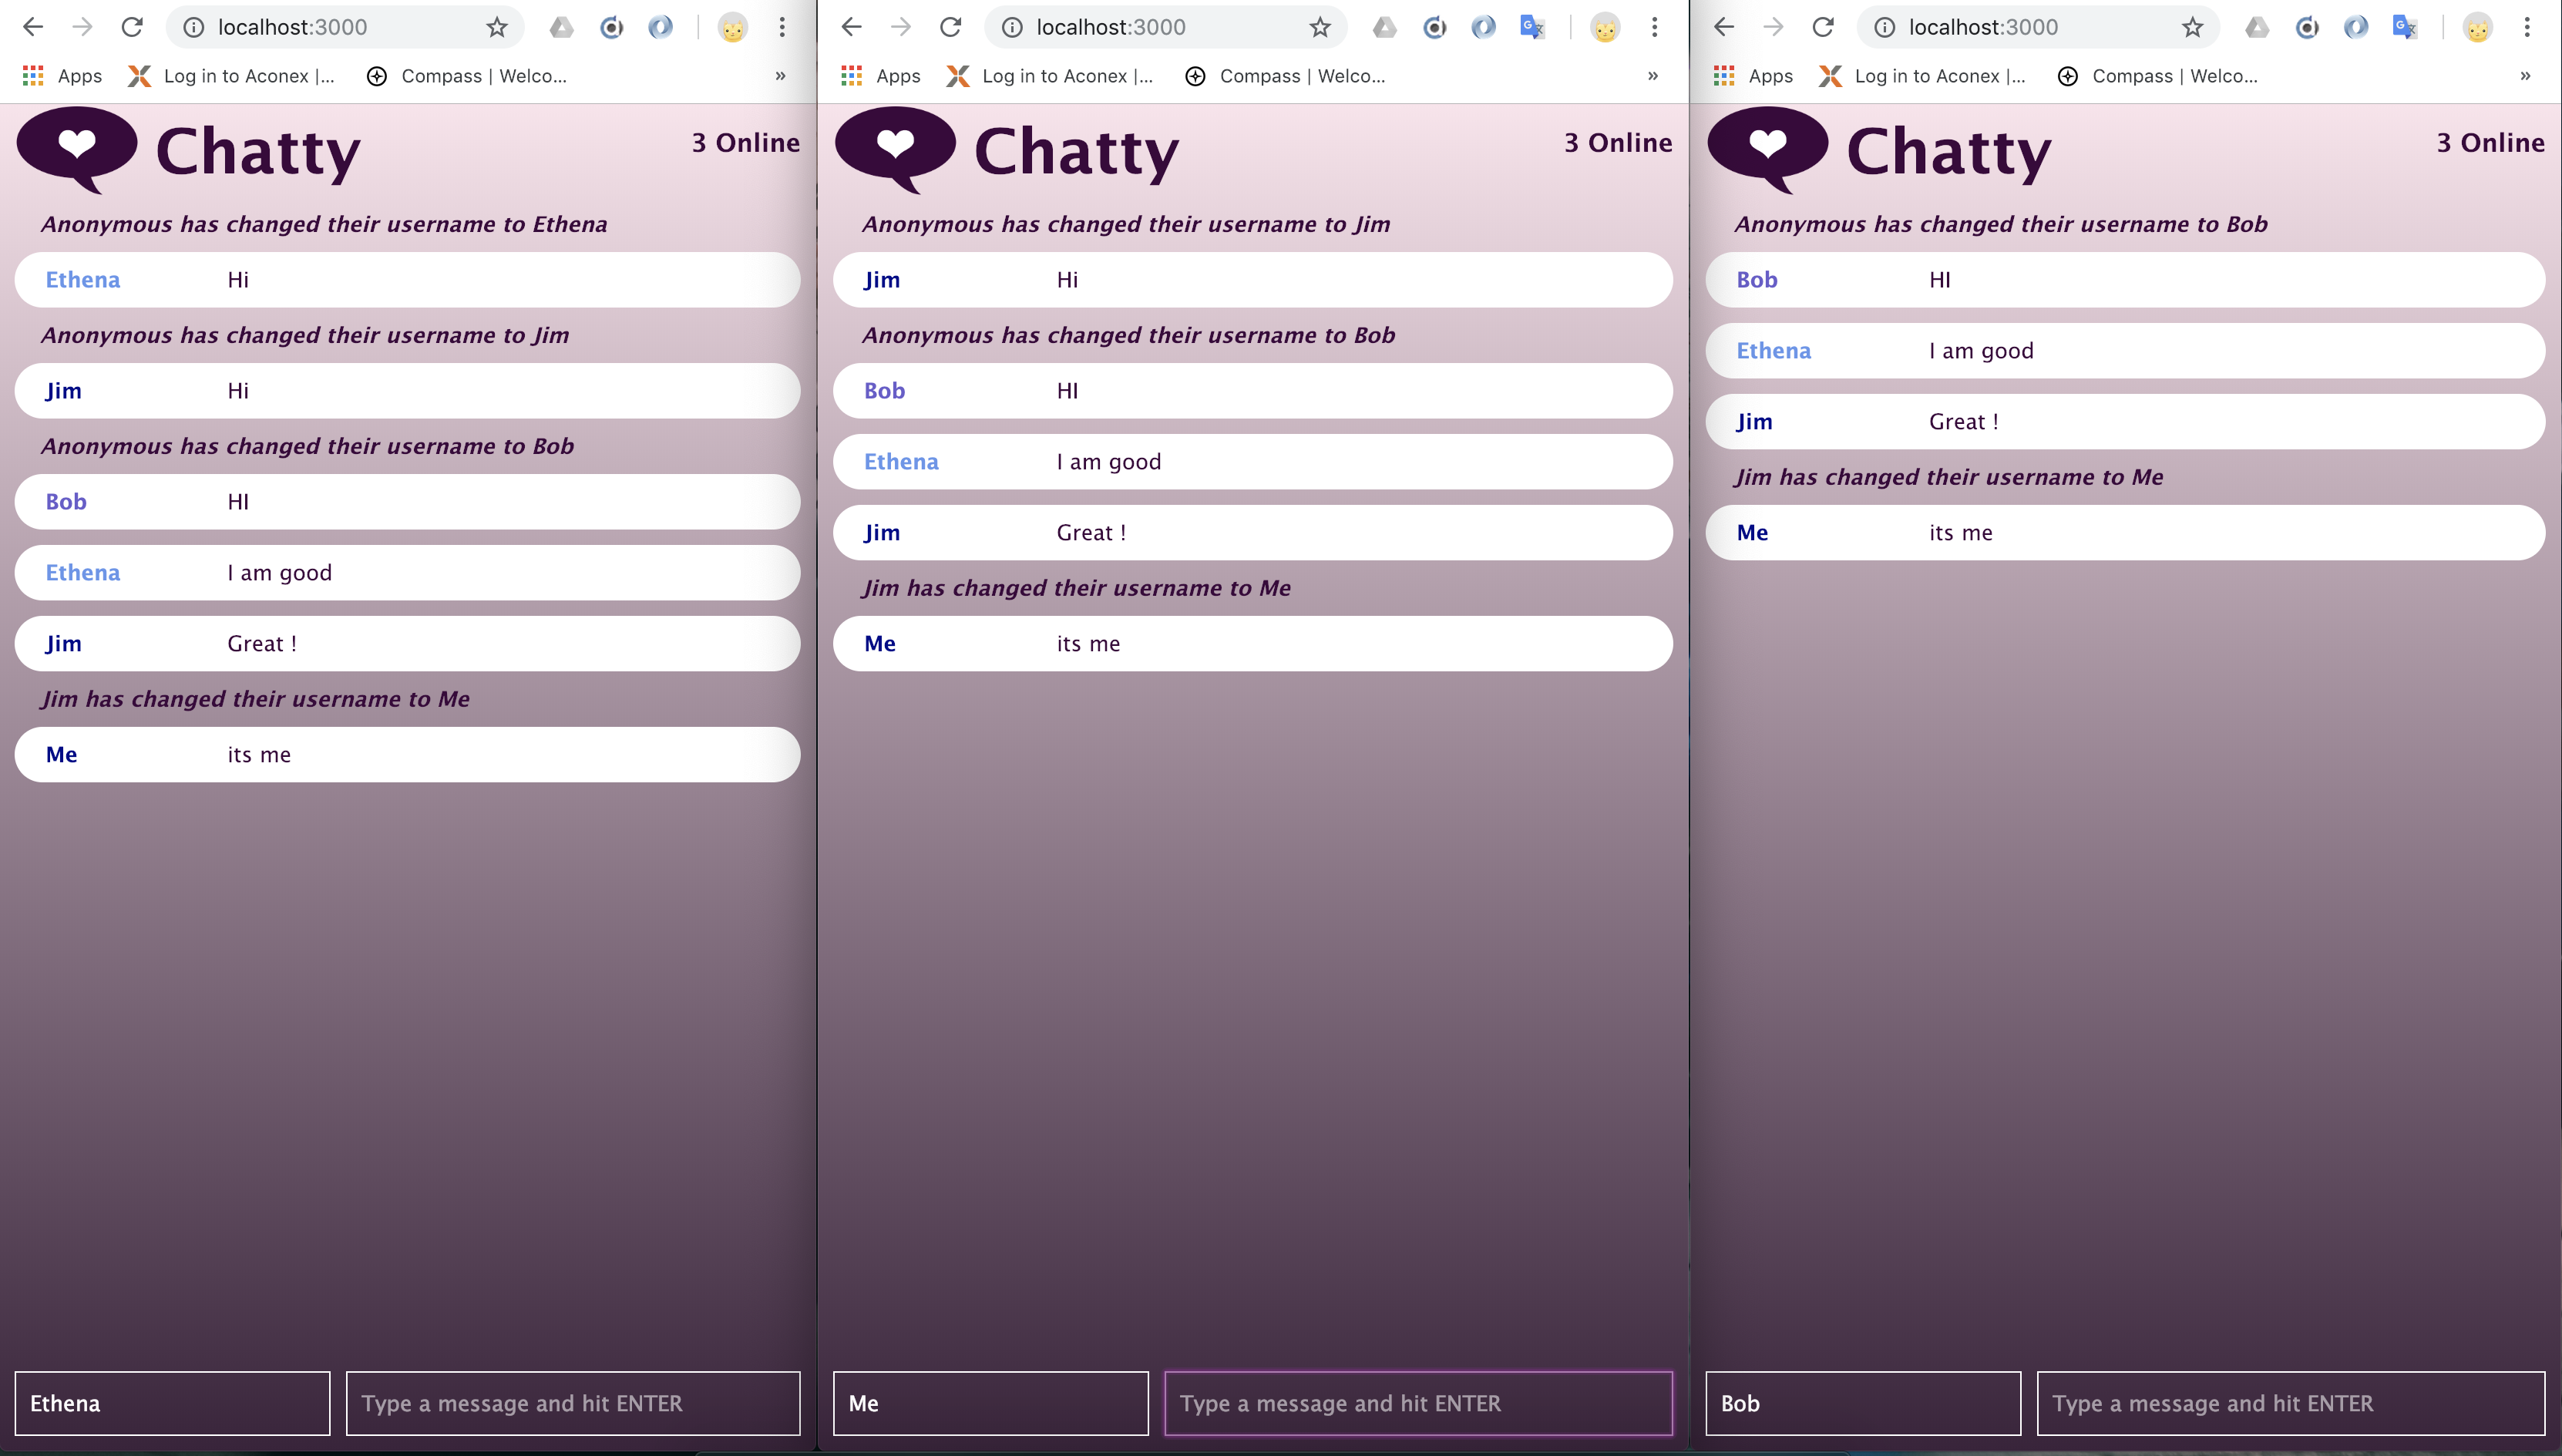 localhost:3000
Apps Log in to Aconex |... Compass | Welco... »
Chatty
3 Online
Anonymous has changed their username to Ethena
Ethena Hi
Anonymous has changed their username to Jim
Jim Hi
Anonymous has changed their username to Bob
Bob HI
Ethena I am good
Jim Great !
Jim has changed their username to Me
Me its me
Ethena Type a message and hit ENTER
localhost:3000
Apps Log in to Aconex |... Compass | Welco... »
Chatty
3 Online
Anonymous has changed their username to Jim
Jim Hi
Anonymous has changed their username to Bob
Bob HI
Ethena I am good
Jim Great !
Jim has changed their username to Me
Me its me
Me Type a message and hit ENTER
localhost:3000
Apps Log in to Aconex |... Compass | Welco... »
Chatty
3 Online
Anonymous has changed their username to Bob
Bob HI
Ethena I am good
Jim Great !
Jim has changed their username to Me
Me its me
Bob Type a message and hit ENTER